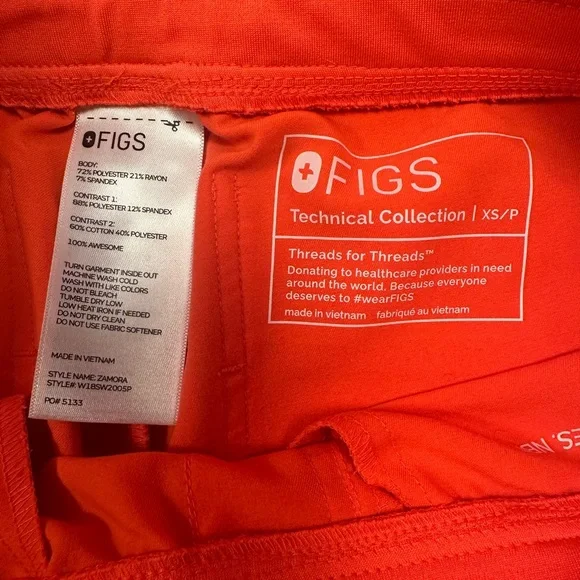 FIGS
BODY:
72% POLYESTER 21% RAYON
7% SPANDEX
CONTRAST 1:
88% POLYESTER 12% SPANDEX
CONTRAST 2:
60% COTTON 40% POLYESTER
100% AWESOME
TURN GARMENT INSIDE OUT
MACHINE WASH COLD
WASH WITH LIKE COLORS
DO NOT BLEACH
TUMBLE DRY LOW
LOW HEAT IRON IF NEEDED
DO NOT DRY CLEAN
DO NOT USE FABRIC SOFTENER
MADE IN VIETNAM
STYLE NAME: ZAMORA
STYLE#: W1BSW2005P
PO# 5133
FIGS
Technical Collection | XS/P
Threads for Threads™
Donating to healthcare providers in need
around the world. Because everyone
deserves to #wearFIGS
made in vietnam fabriqué au vietnam